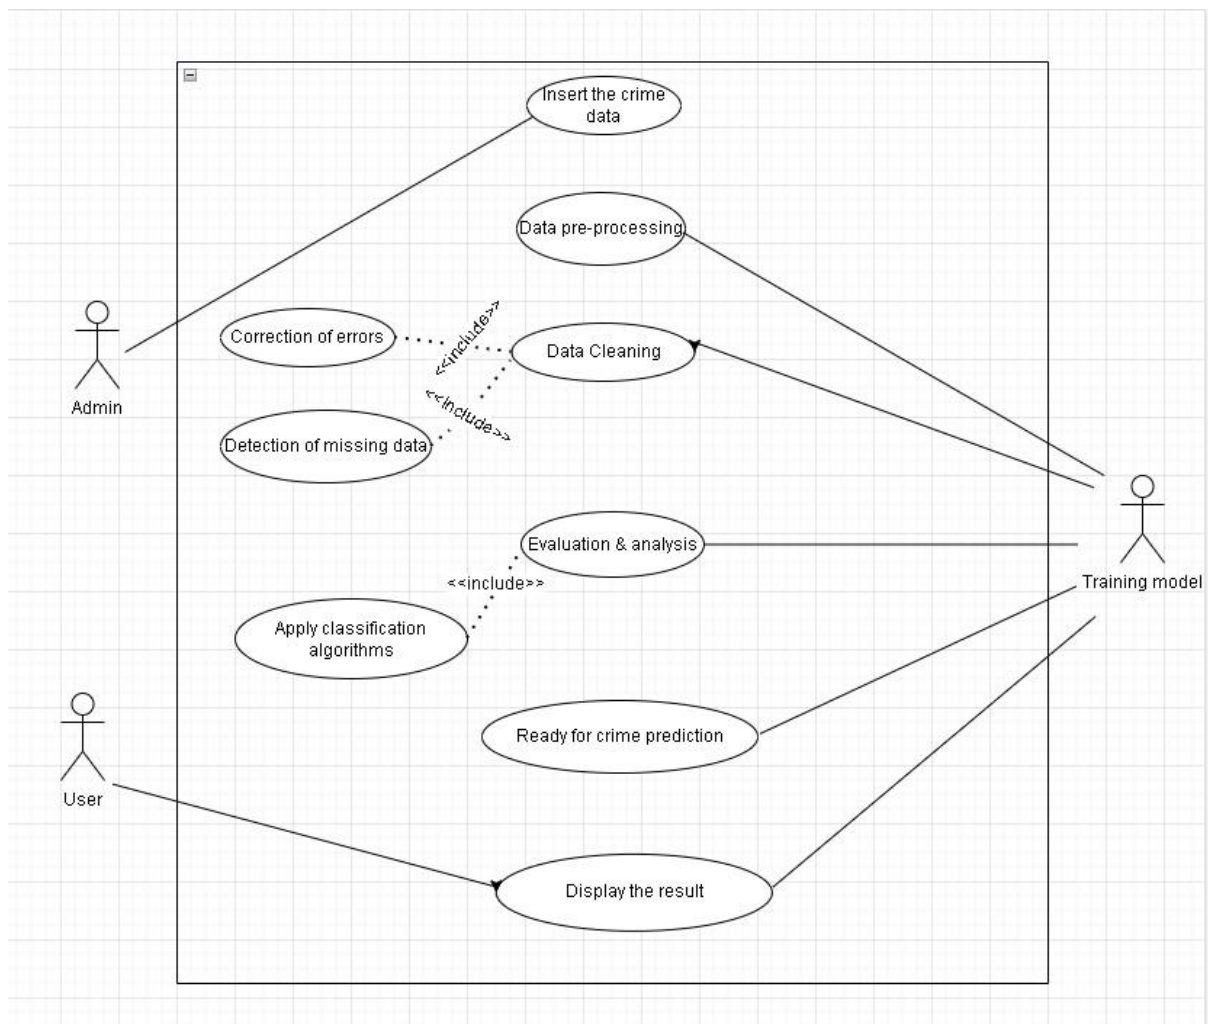 Insert the crime
data
Data pre-processing
Correction of errors
<<include>>
Data Cleaning
Admin
<<include>>
Detection of missing data
Evaluation & analysis
<<include>>
Training model
Apply classification
algorithms
Ready for crime prediction
User
Display the result